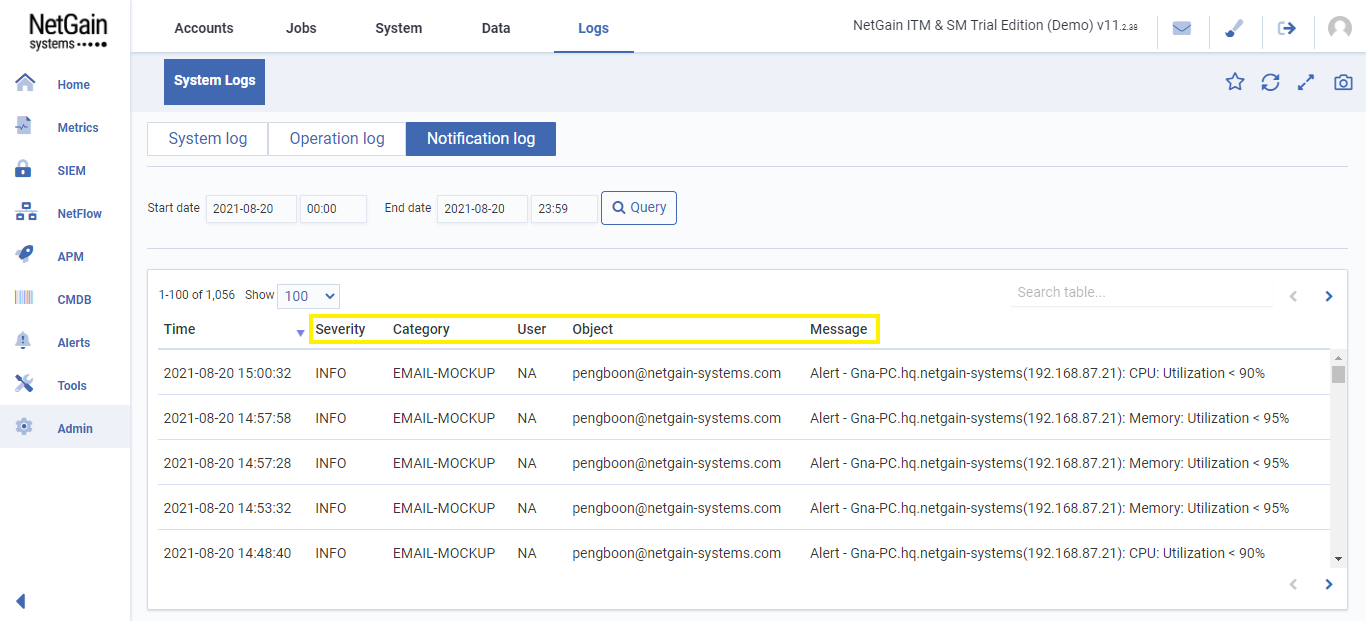 NetGain
systems
Accounts Jobs System Data Logs
NetGain ITM & SM Trial Edition (Demo) v11.2.38
Home
Metrics
SIEM
NetFlow
APM
CMDB
Alerts
Tools
Admin
System Logs
System log Operation log Notification log
Start date 2021-08-20 00:00 End date 2021-08-20 23:59 Query
1-100 of 1,056 Show 100 Search table...
Time Severity Category User Object Message
2021-08-20 15:00:32 INFO EMAIL-MOCKUP NA pengboon@netgain-systems.com Alert - Gna-PC.hq.netgain-systems(192.168.87.21): CPU: Utilization < 90%
2021-08-20 14:57:58 INFO EMAIL-MOCKUP NA pengboon@netgain-systems.com Alert - Gna-PC.hq.netgain-systems(192.168.87.21): Memory: Utilization < 95%
2021-08-20 14:57:28 INFO EMAIL-MOCKUP NA pengboon@netgain-systems.com Alert - Gna-PC.hq.netgain-systems(192.168.87.21): Memory: Utilization < 95%
2021-08-20 14:53:32 INFO EMAIL-MOCKUP NA pengboon@netgain-systems.com Alert - Gna-PC.hq.netgain-systems(192.168.87.21): Memory: Utilization < 95%
2021-08-20 14:48:40 INFO EMAIL-MOCKUP NA pengboon@netgain-systems.com Alert - Gna-PC.hq.netgain-systems(192.168.87.21): CPU: Utilization < 90%